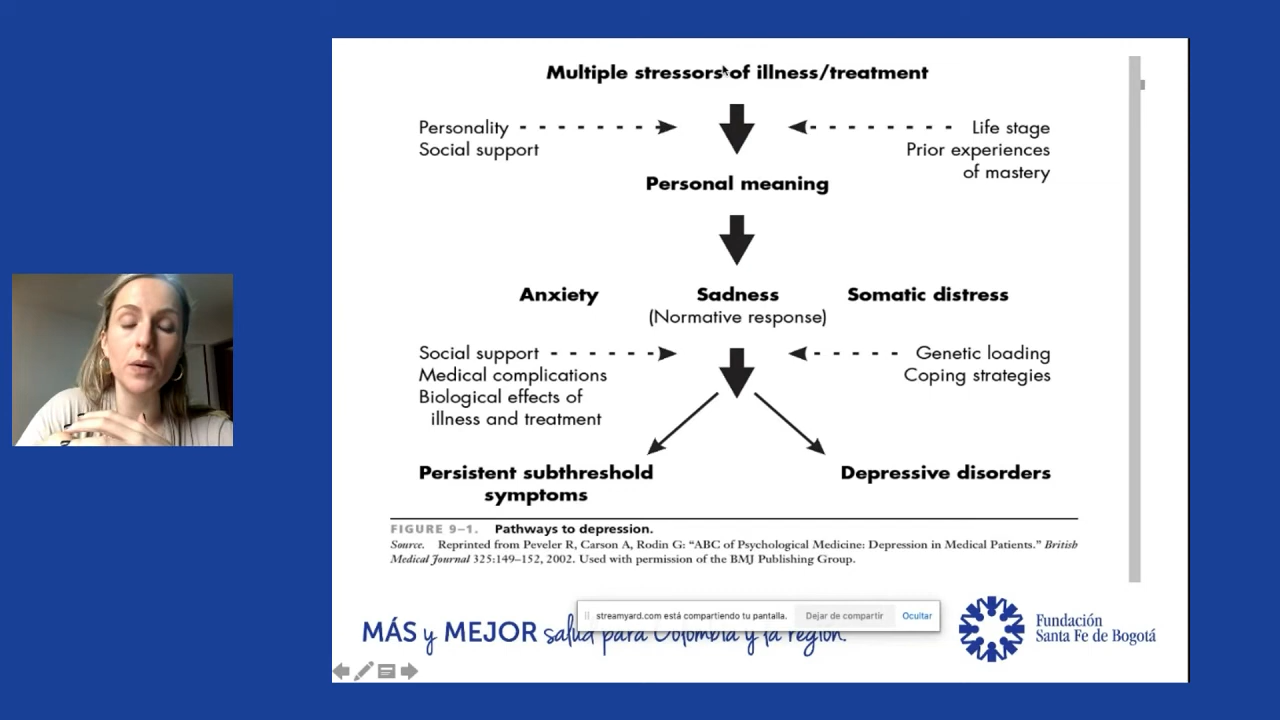 Multiple stressors of illness/treatment
Personality
Life stage
Social support
Prior experiences
of mastery
Personal meaning
Anxiety
Sadness
Somatic distress
(Normative response)
Social support
Genetic loading
Medical complications
Coping strategies
Biological effects of
illness and treatment
Persistent subthreshold
symptoms
Depressive disorders
FIGURE 9–1. Pathways to depression.
Source. Reprinted from Peveler R, Carson A, Rodin G: “ABC of Psychological Medicine: Depression in Medical Patients.” British
Medical Journal 325:149–152, 2002. Used with permission of the BMJ Publishing Group.
streamyard.com está compartiendo tu pantalla.
Dejar de compartir
Ocultar
MÁS y MEJOR salud para Colombia y la región.
Fundación
Santa Fe de Bogotá